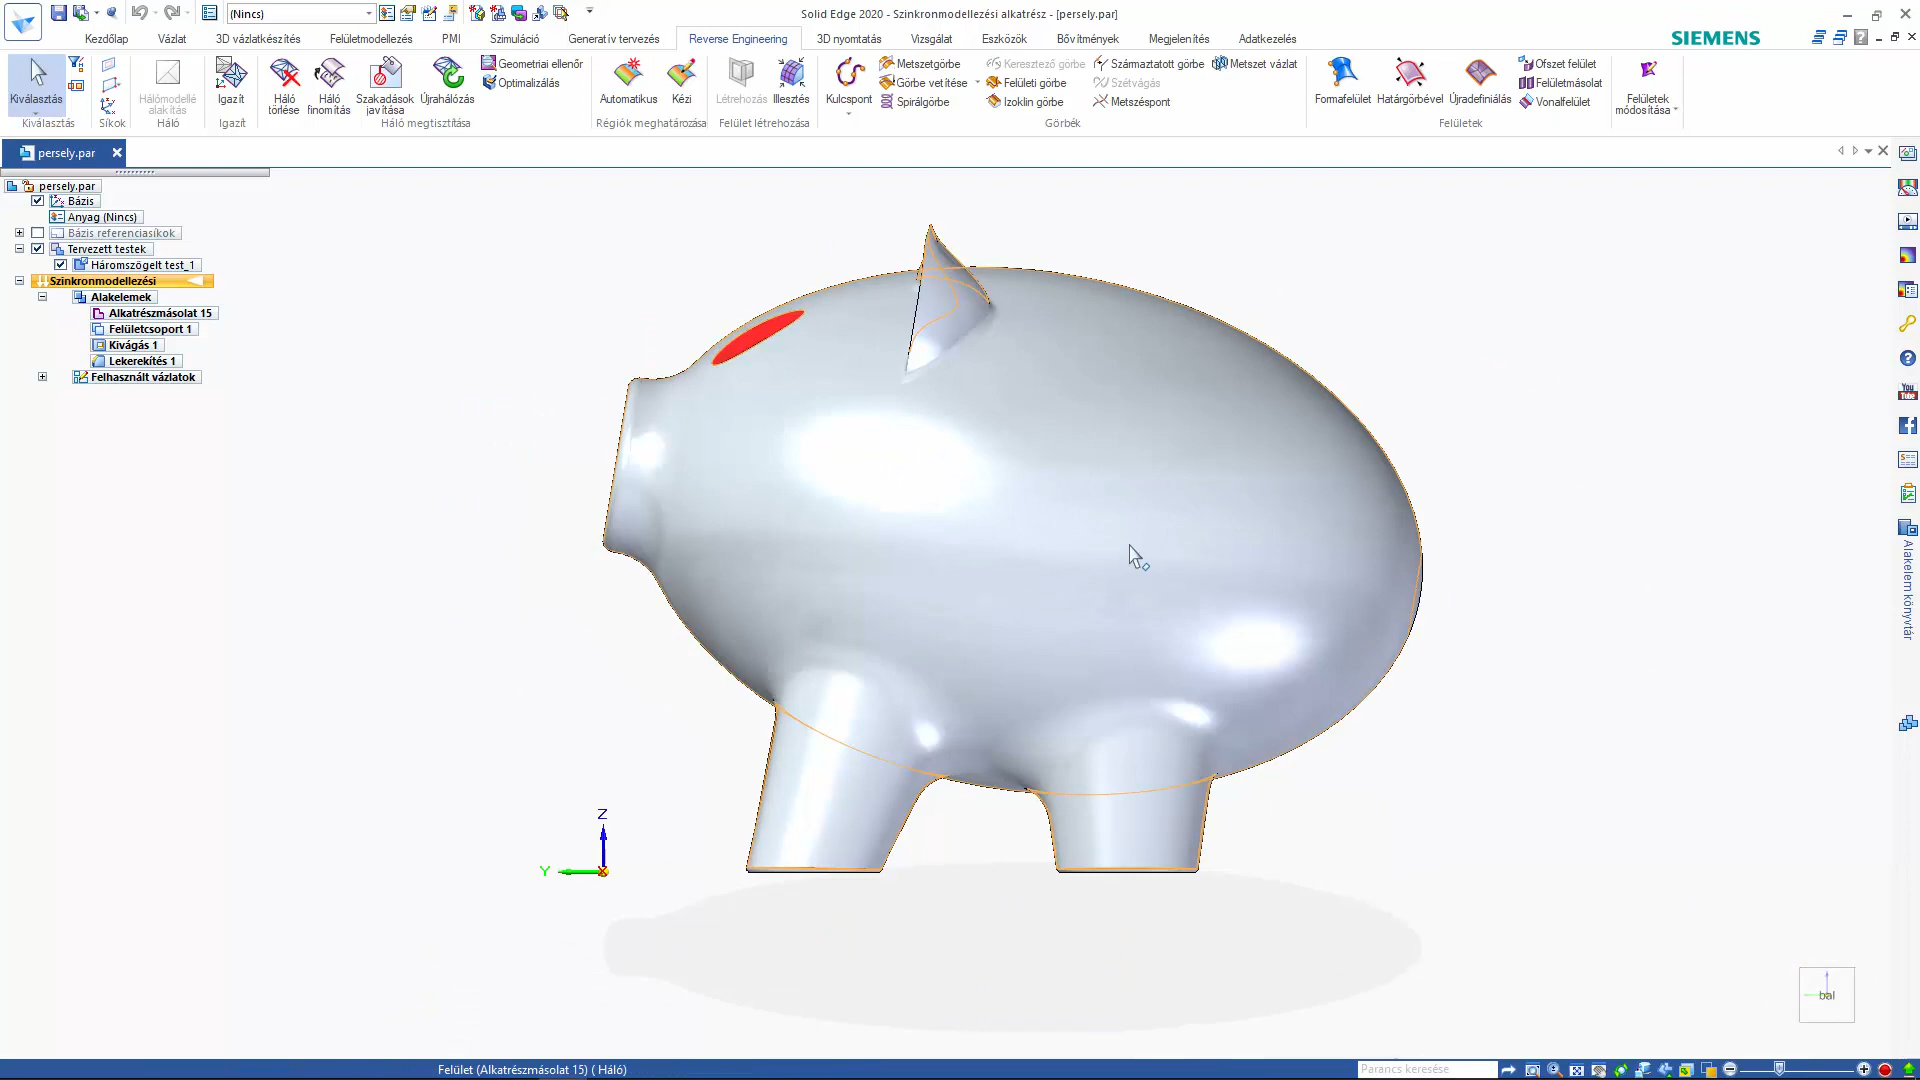 (Nincs)
Solid Edge 2020 - Szinkronmodellezési alkatrész - [persely.par]
Kezdőlap
Vázlat
3D vázlatkészítés
Felületmodellezés
PMI
Szimuláció
Generatív tervezés
Reverse Engineering
3D nyomtatás
Vizsgálat
Eszközök
Bővítmények
Megjelenítés
Adatkezelés
SIEMENS
Kiválasztás
Kiválasztás
Síkok
Hálómodellé alakítás
Háló
Igazít
Igazít
Háló törlése
Háló finomítás
Szakadások javítása
Újrahálózás
Geometriai ellenőr
Optimalizálás
Háló megtisztítása
Automatikus
Kézi
Régiók meghatározása
Létrehozás
Illesztés
Felület létrehozása
Kulcspont
Metszetgörbe
Görbe vetítése
Spirálgörbe
Keresztező görbe
Felületi görbe
Izoklin görbe
Származtatott görbe
Szétvágás
Metszéspont
Metszet vázlat
Görbék
Formafelület
Határgörbével
Újradefiniálás
Ofszet felület
Felületmásolat
Vonalfelület
Felületek
Felületek módosítása
persely.par
persely.par
Bázis
Anyag (Nincs)
Bázis referenciasíkok
Tervezett testek
Háromszögelt test_1
Szinkronmodellezési
Alakelemek
Alkatrészmásolat 15
Felületcsoport 1
Kivágás 1
Lekerekítés 1
Felhasznált vázlatok
You
Tube
Alakelem könyvtár
Z
Y
bal
Felület (Alkatrészmásolat 15) ( Háló)
Parancs keresése